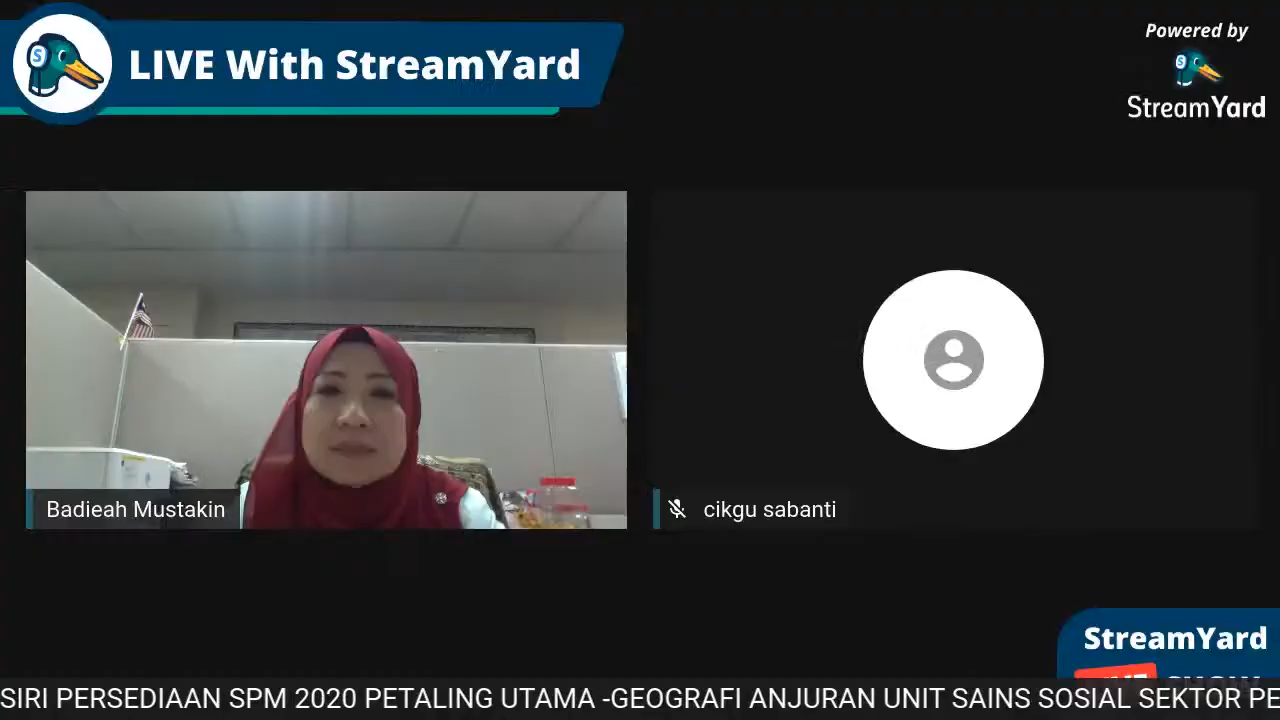 LIVE With StreamYard
Powered by
StreamYard
Badieah Mustakin
cikgu sabanti
StreamYard
SIRI PERSEDIAAN SPM 2020 PETALING UTAMA -GEOGRAFI ANJURAN UNIT SAINS SOSIAL SEKTOR PE